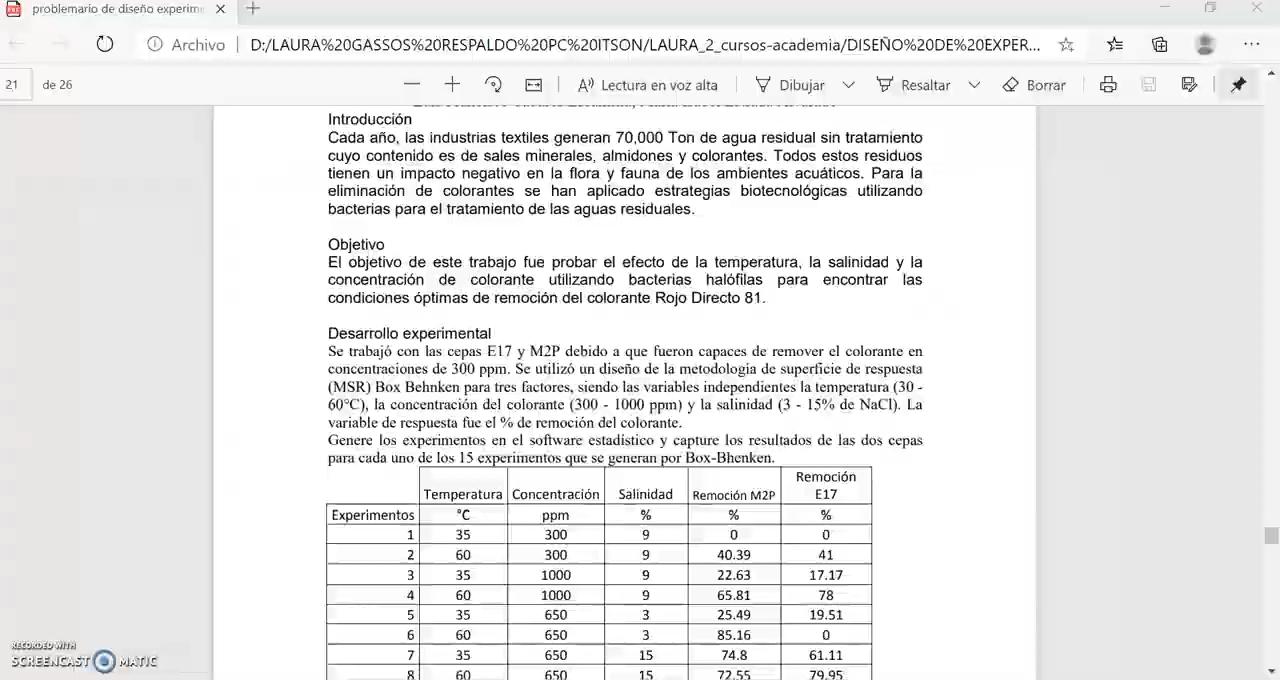 problemario de diseño experime
Archivo
D:/LAURA%20GASSOS%20RESPALDO%20PC%20ITSON/LAURA_2_cursos-academia/DISEÑO%20DE%20EXPER...
21 de 26
Lectura en voz alta
Dibujar
Resaltar
Borrar
Introducción
Cada año, las industrias textiles generan 70,000 Ton de agua residual sin tratamiento
cuyo contenido es de sales minerales, almidones y colorantes. Todos estos residuos
tienen un impacto negativo en la flora y fauna de los ambientes acuáticos. Para la
eliminación de colorantes se han aplicado estrategias biotecnológicas utilizando
bacterias para el tratamiento de las aguas residuales.
Objetivo
El objetivo de este trabajo fue probar el efecto de la temperatura, la salinidad y la
concentración de colorante utilizando bacterias halófilas para encontrar las
condiciones óptimas de remoción del colorante Rojo Directo 81.
Desarrollo experimental
Se trabajó con las cepas E17 y M2P debido a que fueron capaces de remover el colorante en
concentraciones de 300 ppm. Se utilizó un diseño de la metodología de superficie de respuesta
(MSR) Box Behnken para tres factores, siendo las variables independientes la temperatura (30 -
60°C), la concentración del colorante (300 - 1000 ppm) y la salinidad (3 - 15% de NaCl). La
variable de respuesta fue el % de remoción del colorante.
Genere los experimentos en el software estadístico y capture los resultados de las dos cepas
para cada uno de los 15 experimentos que se generan por Box-Bhenken.
Temperatura Concentración Salinidad Remoción M2P Remoción E17
Experimentos °C ppm % % %
1 35 300 9 0 0
2 60 300 9 40.39 41
3 35 1000 9 22.63 17.17
4 60 1000 9 65.81 78
5 35 650 3 25.49 19.51
6 60 650 3 85.16 0
7 35 650 15 74.8 61.11
8 60 650 15 72.55 79.95
RECORDED WITH
SCREENCAST MATIC